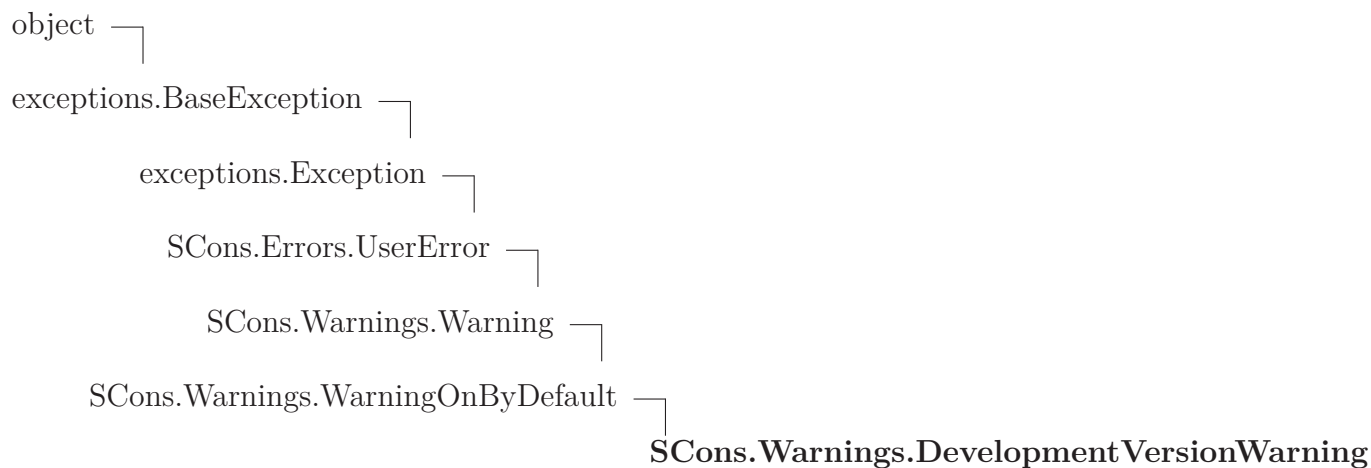 object
exceptions.BaseException
exceptions.Exception
SCons.Errors.UserError
SCons.Warnings.Warning
SCons.Warnings.WarningOnByDefault
SCons.Warnings.DevelopmentVersionWarning